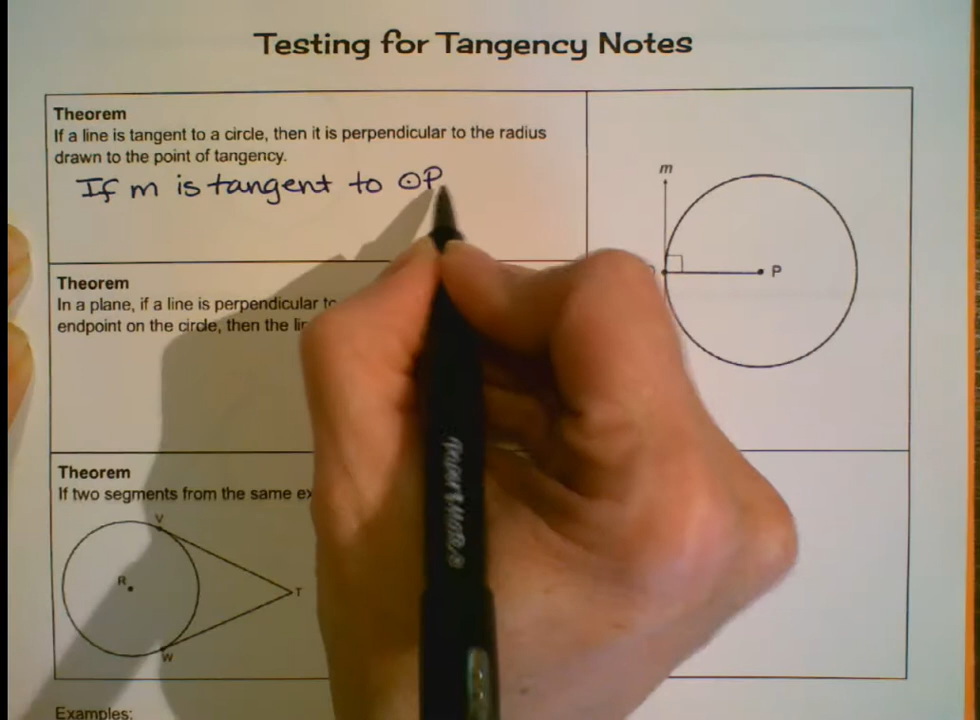 Testing for Tangency Notes
Theorem
If a line is tangent to a circle, then it is perpendicular to the radius
drawn to the point of tangency.
If m is tangent to ⊙P
m
P
Theorem
In a plane, if a line is perpendicular to
endpoint on the circle, then the
Theorem
If two segments from the same
V
R
T
W
Examples: